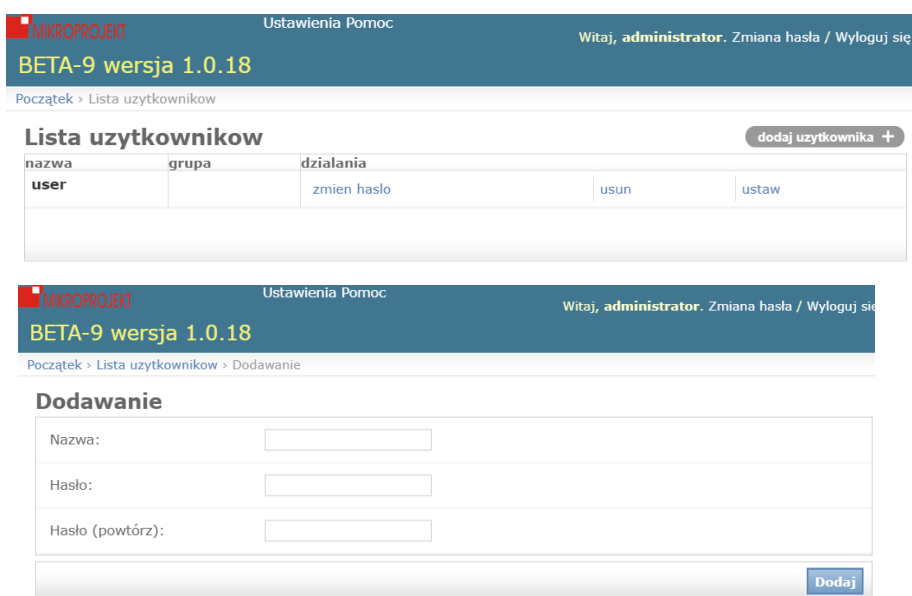 MIKROPROJEKT
Ustawienia Pomoc
Witaj, administrator. Zmiana hasła / Wyloguj się
BETA-9 wersja 1.0.18
Początek › Lista uzytkownikow
Lista uzytkownikow
dodaj uzytkownika +
nazwa grupa dzialania
user zmien haslo usun ustaw
MIKROPROJEKT
Ustawienia Pomoc
Witaj, administrator. Zmiana hasła / Wyloguj się
BETA-9 wersja 1.0.18
Początek › Lista uzytkownikow › Dodawanie
Dodawanie
Nazwa:
Hasło:
Hasło (powtórz):
Dodaj